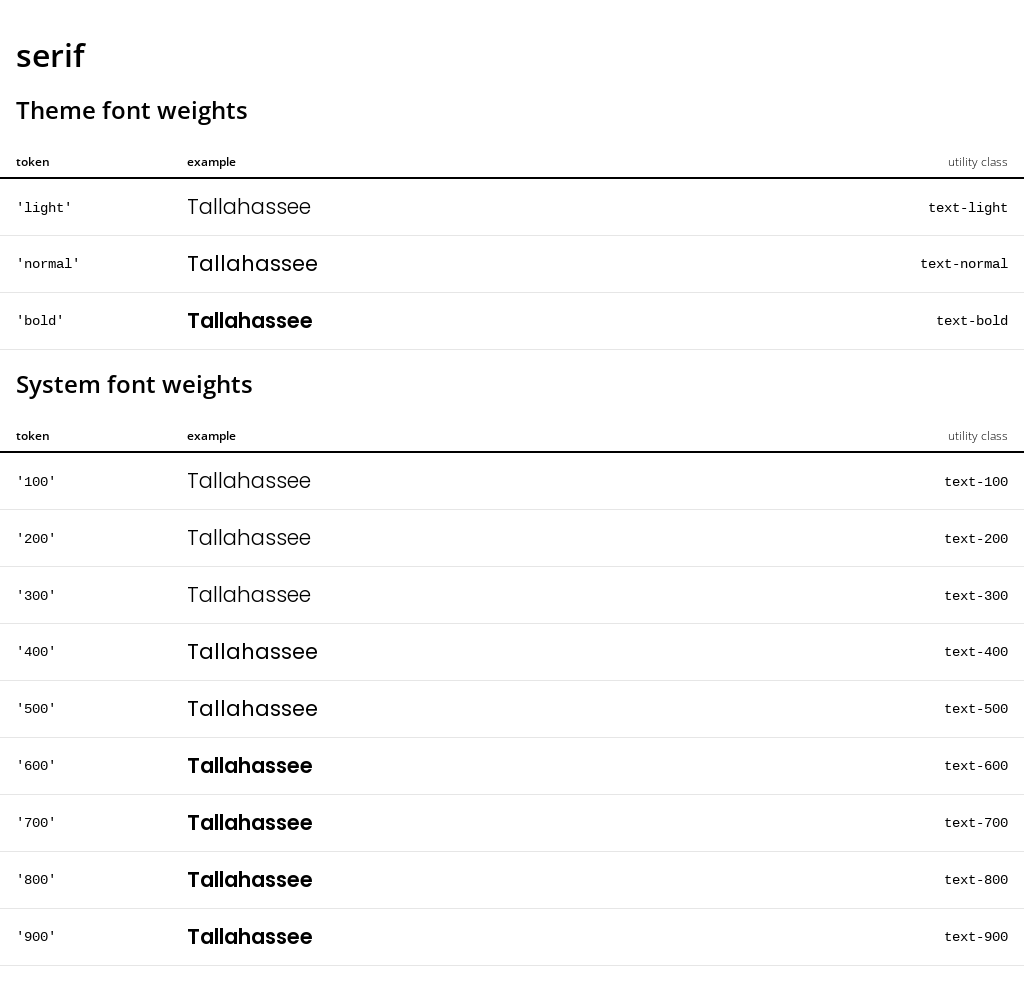 serif
Theme font weights
token example utility class
'light' Tallahassee text-light
'normal' Tallahassee text-normal
'bold' Tallahassee text-bold
System font weights
token example utility class
'100' Tallahassee text-100
'200' Tallahassee text-200
'300' Tallahassee text-300
'400' Tallahassee text-400
'500' Tallahassee text-500
'600' Tallahassee text-600
'700' Tallahassee text-700
'800' Tallahassee text-800
'900' Tallahassee text-900